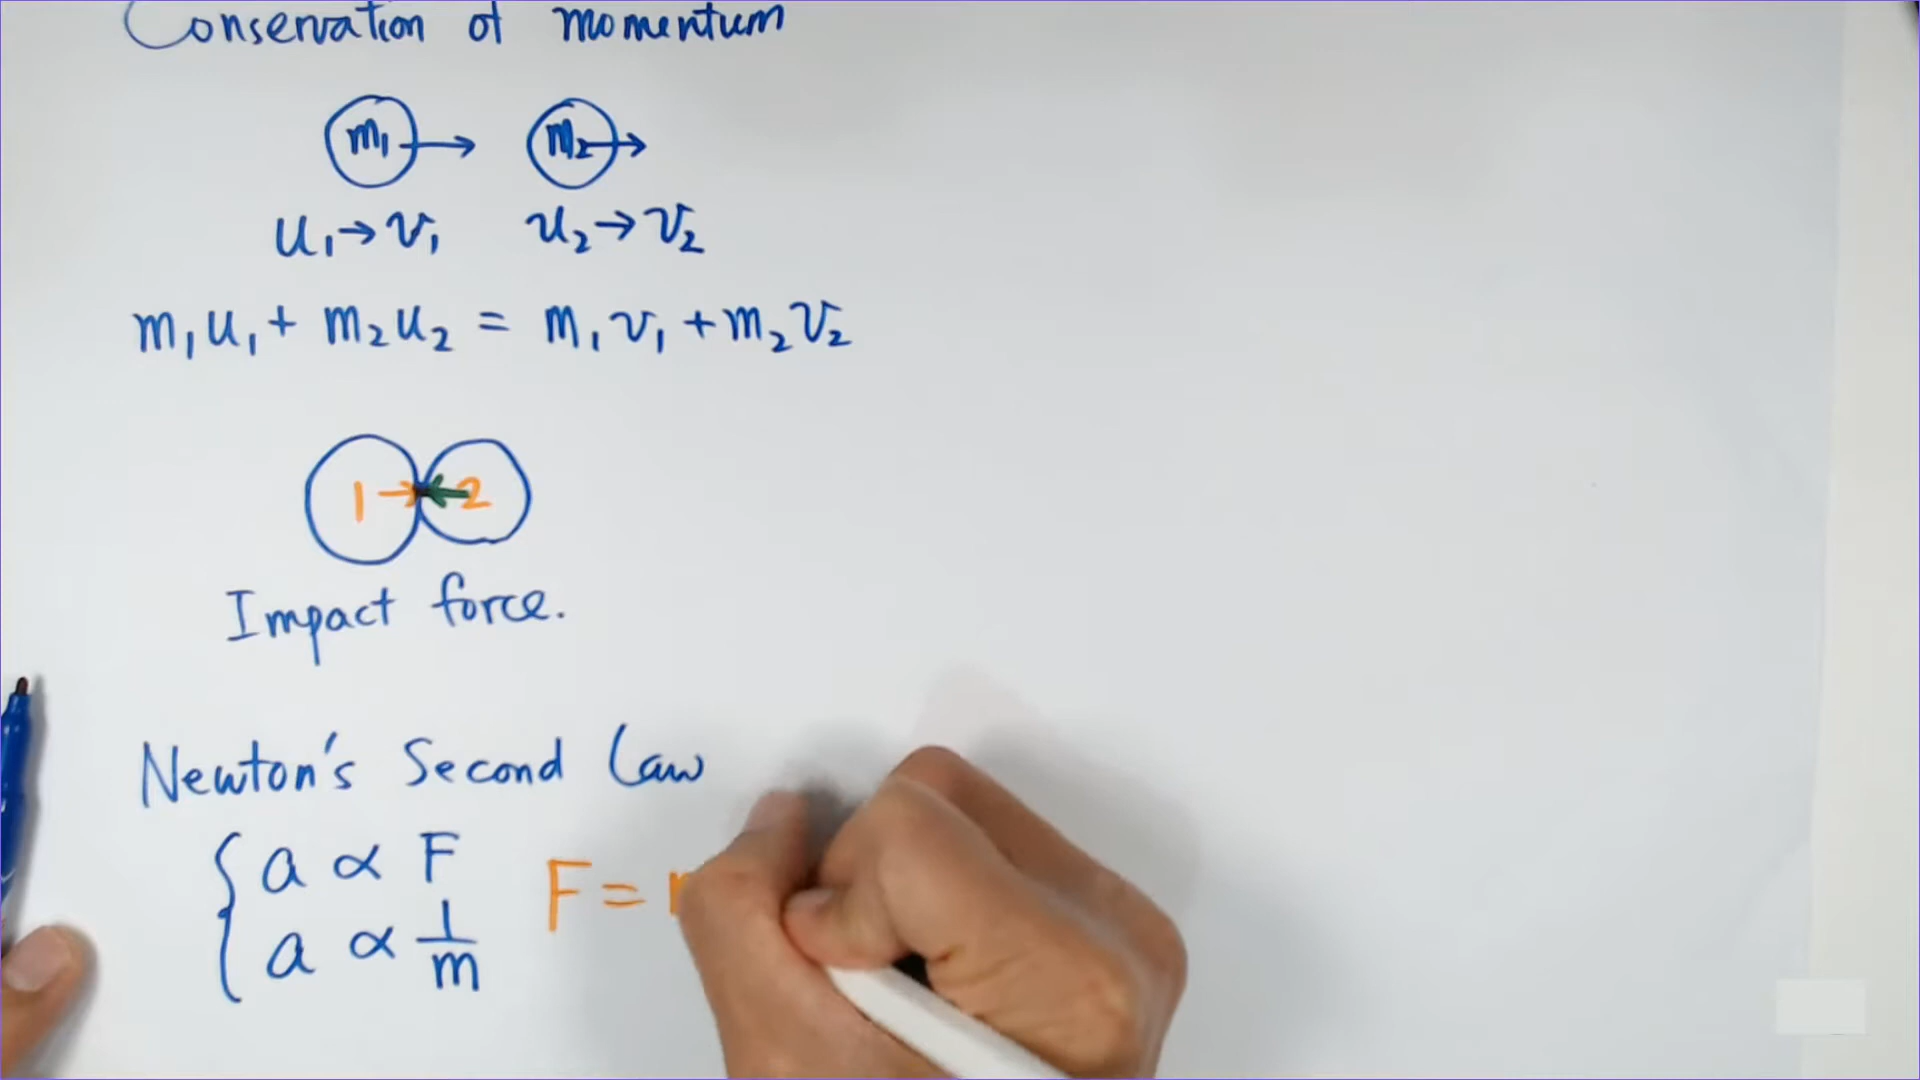 Conservation of momentum
m₁ m₂
u₁→v₁ u₂→v₂
m₁u₁ + m₂u₂ = m₁v₁ + m₂v₂
1 → ← 2
Impact force.
Newton's Second Law
a ∝ F
F =
a ∝ 1/m